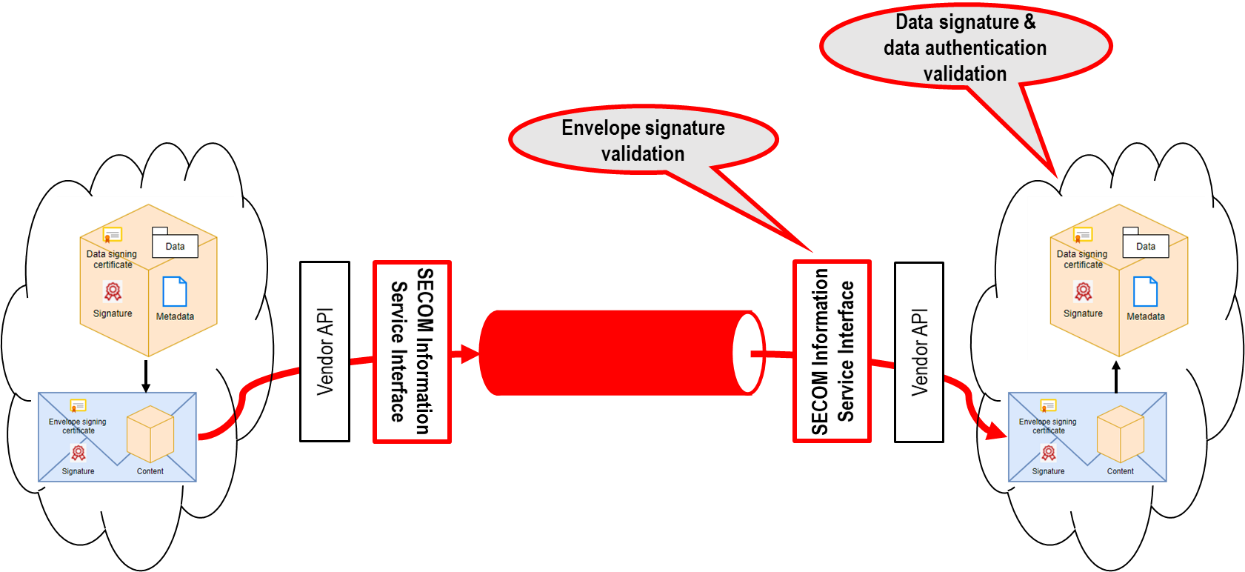 Data signature &
data authentication
validation
Envelope signature
validation
Data signing
certificate
Data
Signature
Metadata
Envelope signing
certificate
Signature
Content
Vendor API
SECOM Information
Service Interface
SECOM Information
Service Interface
Vendor API
Data signing
certificate
Data
Signature
Metadata
Envelope signing
certificate
Signature
Content